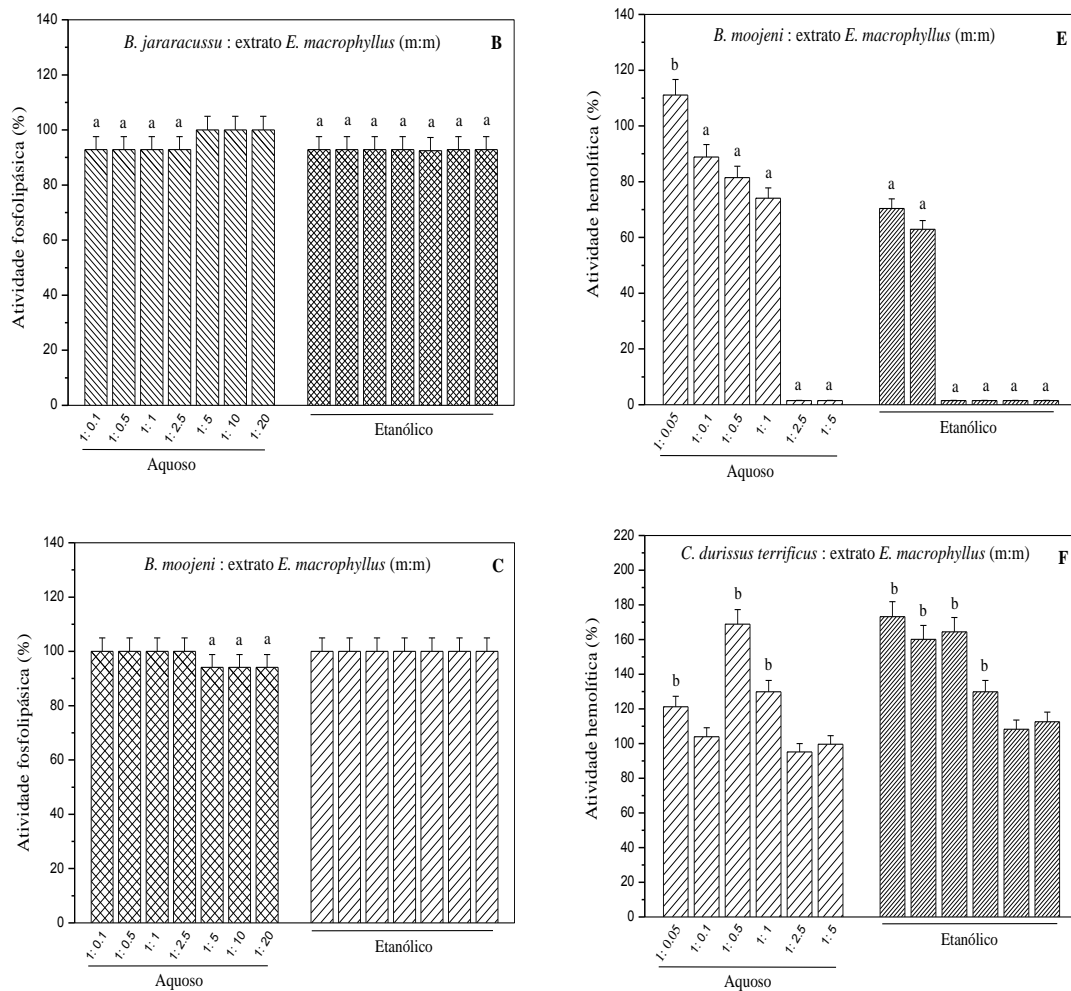 B. jararacussu : extrato E. macrophyllus (m:m) B
Atividade fosfolipásica (%)
140
120
100
80
60
40
20
0
a a a a a a a a a a a
1: 0.1 1: 0.5 1: 1 1: 2.5 1: 5 1: 10 1: 20
Aquoso
Etanólico
B. moojeni : extrato E. macrophyllus (m:m) E
Atividade hemolítica (%)
140
120
100
80
60
40
20
0
b
a
a
a
a a
a
a
a a a a
1: 0.05 1: 0.1 1: 0.5 1: 1 1: 2.5 1: 5
Aquoso
Etanólico
B. moojeni : extrato E. macrophyllus (m:m) C
Atividade fosfolipásica (%)
140
120
100
80
60
40
20
0
a a a
1: 0.1 1: 0.5 1: 1 1: 2.5 1: 5 1: 10 1: 20
Aquoso
Etanólico
C. durissus terrificus : extrato E. macrophyllus (m:m) F
Atividade hemolítica (%)
220
200
180
160
140
120
100
80
60
40
20
0
b
b
b
b
b
b
b
1: 0.05 1: 0.1 1: 0.5 1: 1 1: 2.5 1: 5
Aquoso
Etanólico